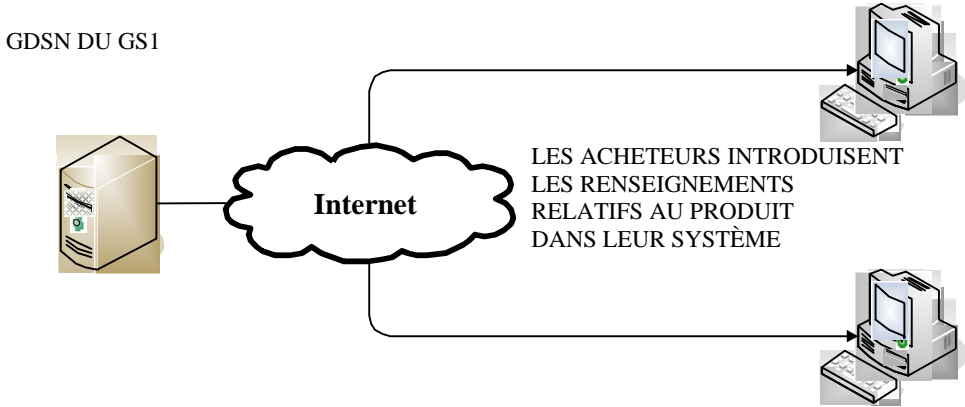 GDSN DU GS1
LES ACHETEURS INTRODUISENT
LES RENSEIGNEMENTS
RELATIFS AU PRODUIT
DANS LEUR SYSTÈME
Internet